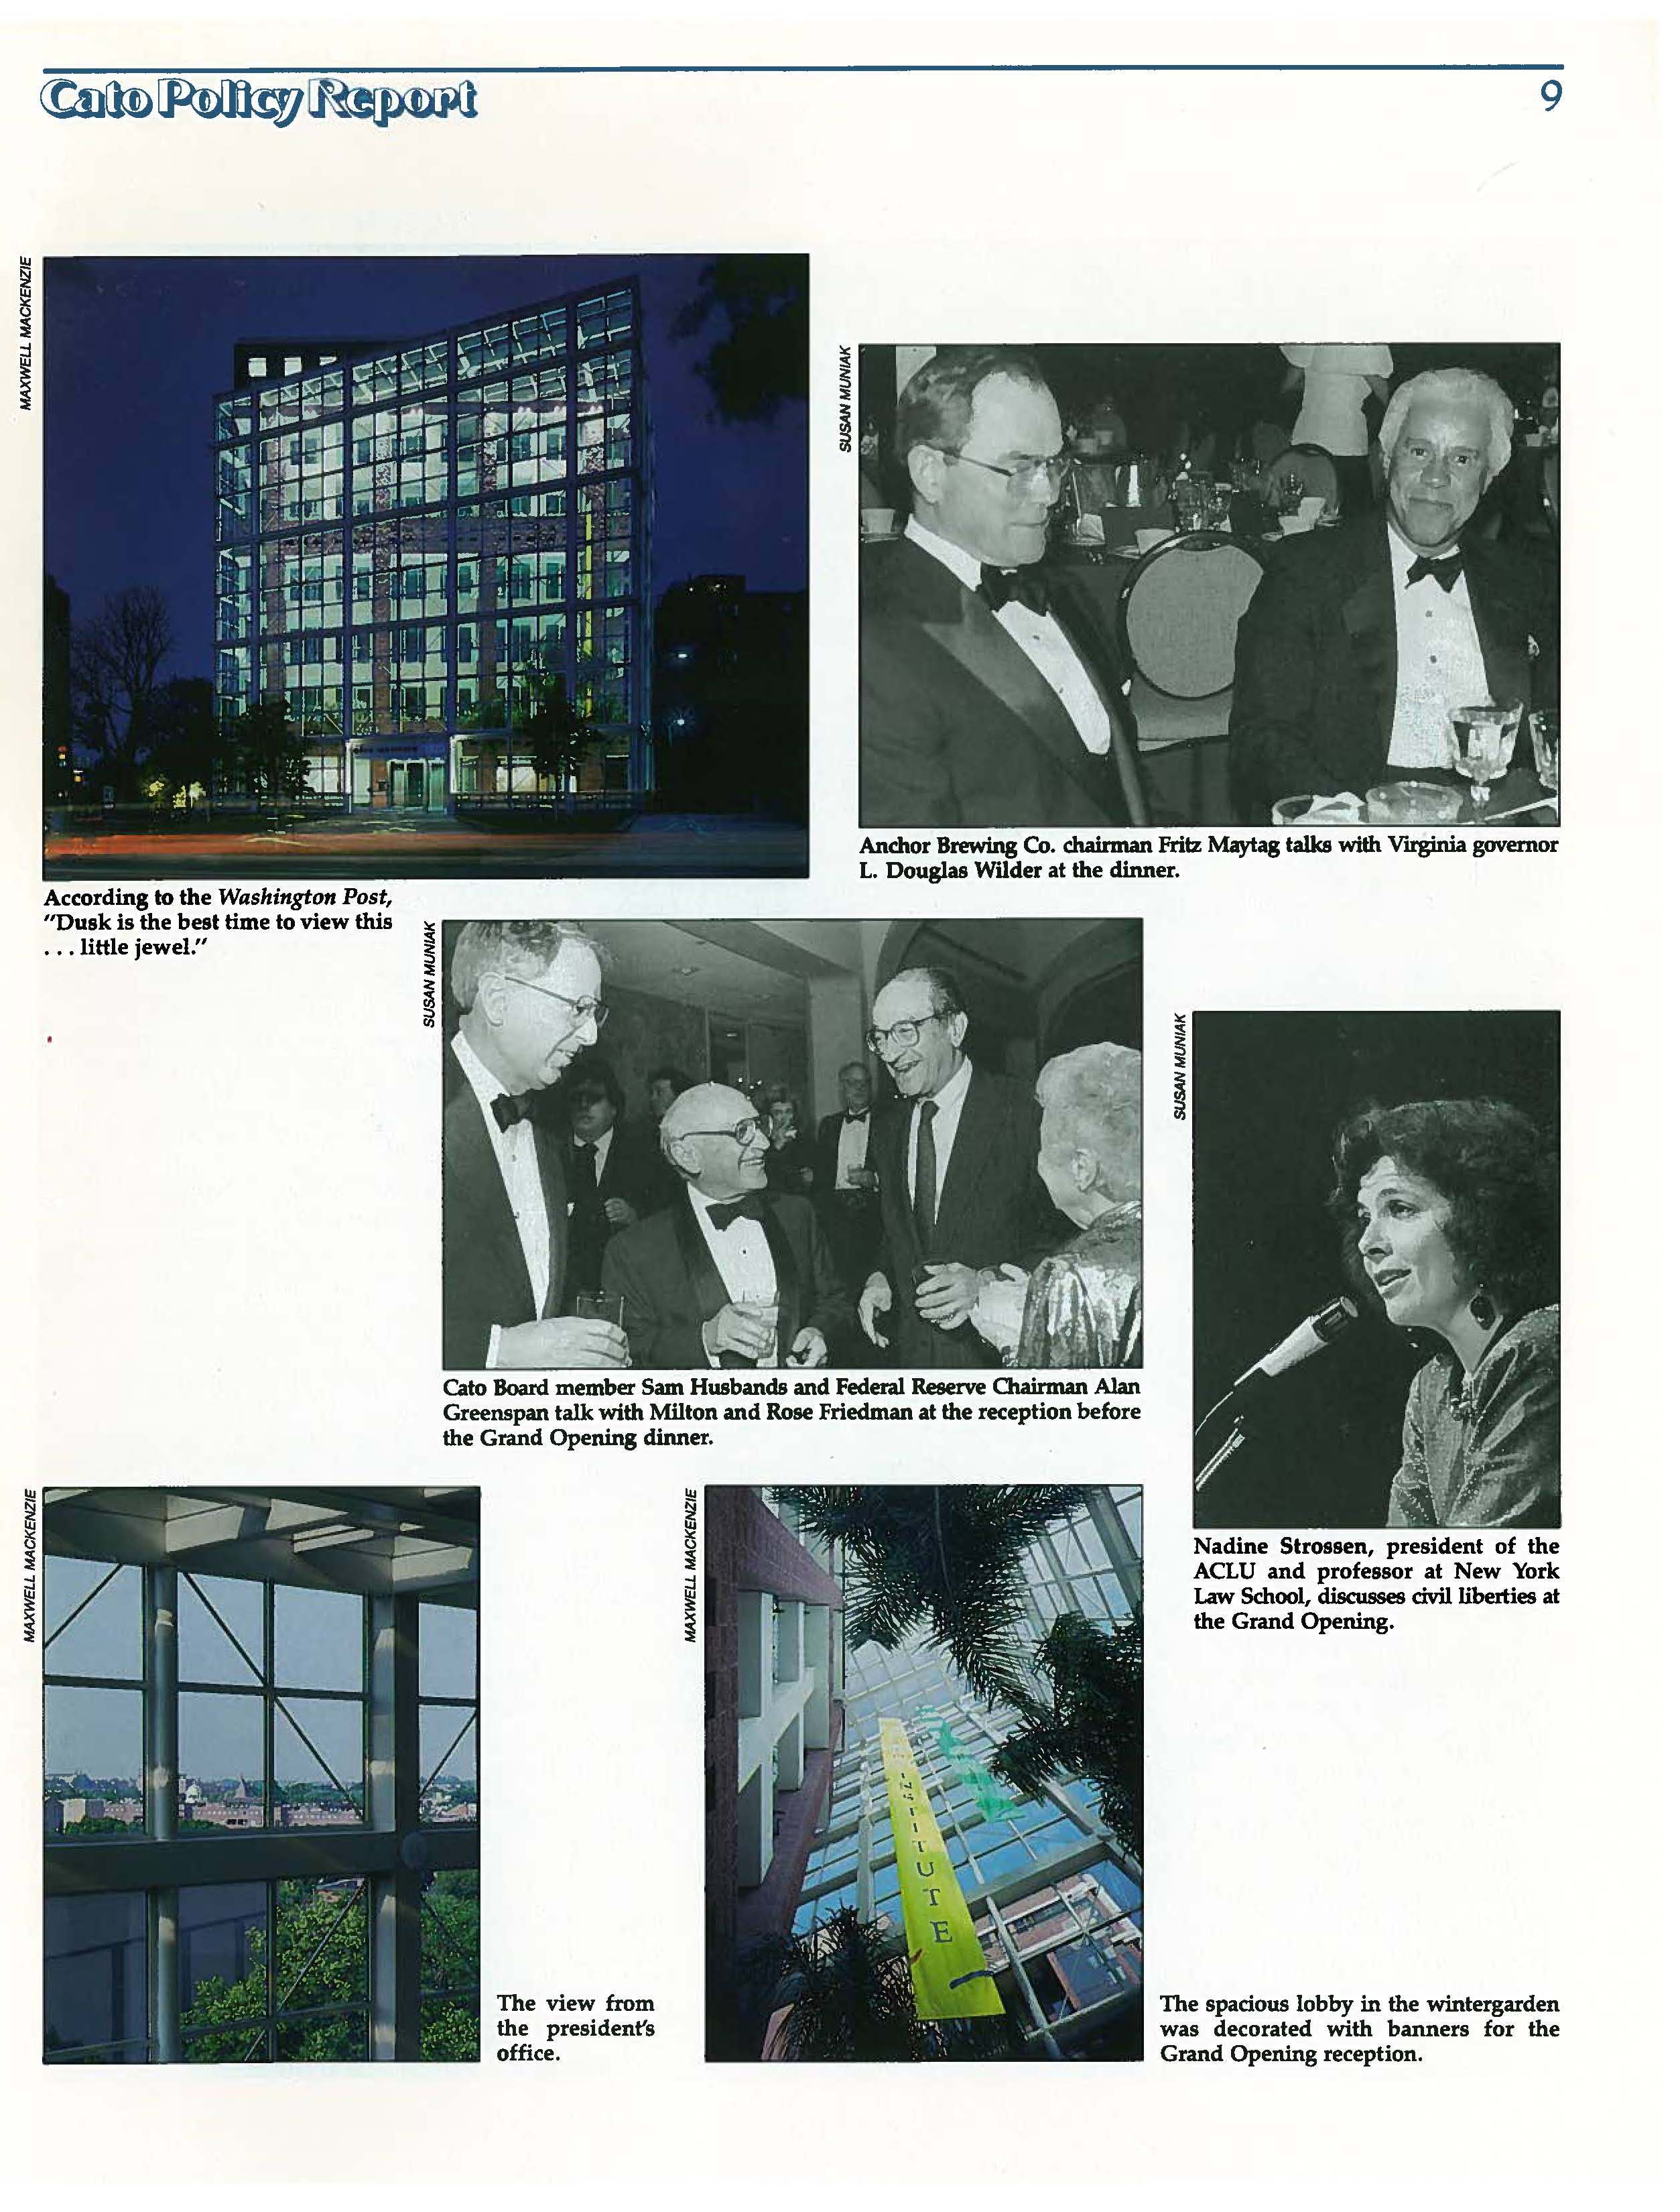 Cato Policy Report
9
MAXWELL MACKENZIE
According to the Washington Post,
"Dusk is the best time to view this
. . . little jewel."
SUSAN MUNIAK
Anchor Brewing Co. chairman Fritz Maytag talks with Virginia governor
L. Douglas Wilder at the dinner.
SUSAN MUNIAK
Cato Board member Sam Husbands and Federal Reserve Chairman Alan
Greenspan talk with Milton and Rose Friedman at the reception before
the Grand Opening dinner.
SUSAN MUNIAK
Nadine Strossen, president of the
ACLU and professor at New York
Law School, discusses civil liberties at
the Grand Opening.
MAXWELL MACKENZIE
The view from
the president's
office.
MAXWELL MACKENZIE
INSTITUTE
The spacious lobby in the wintergarden
was decorated with banners for the
Grand Opening reception.